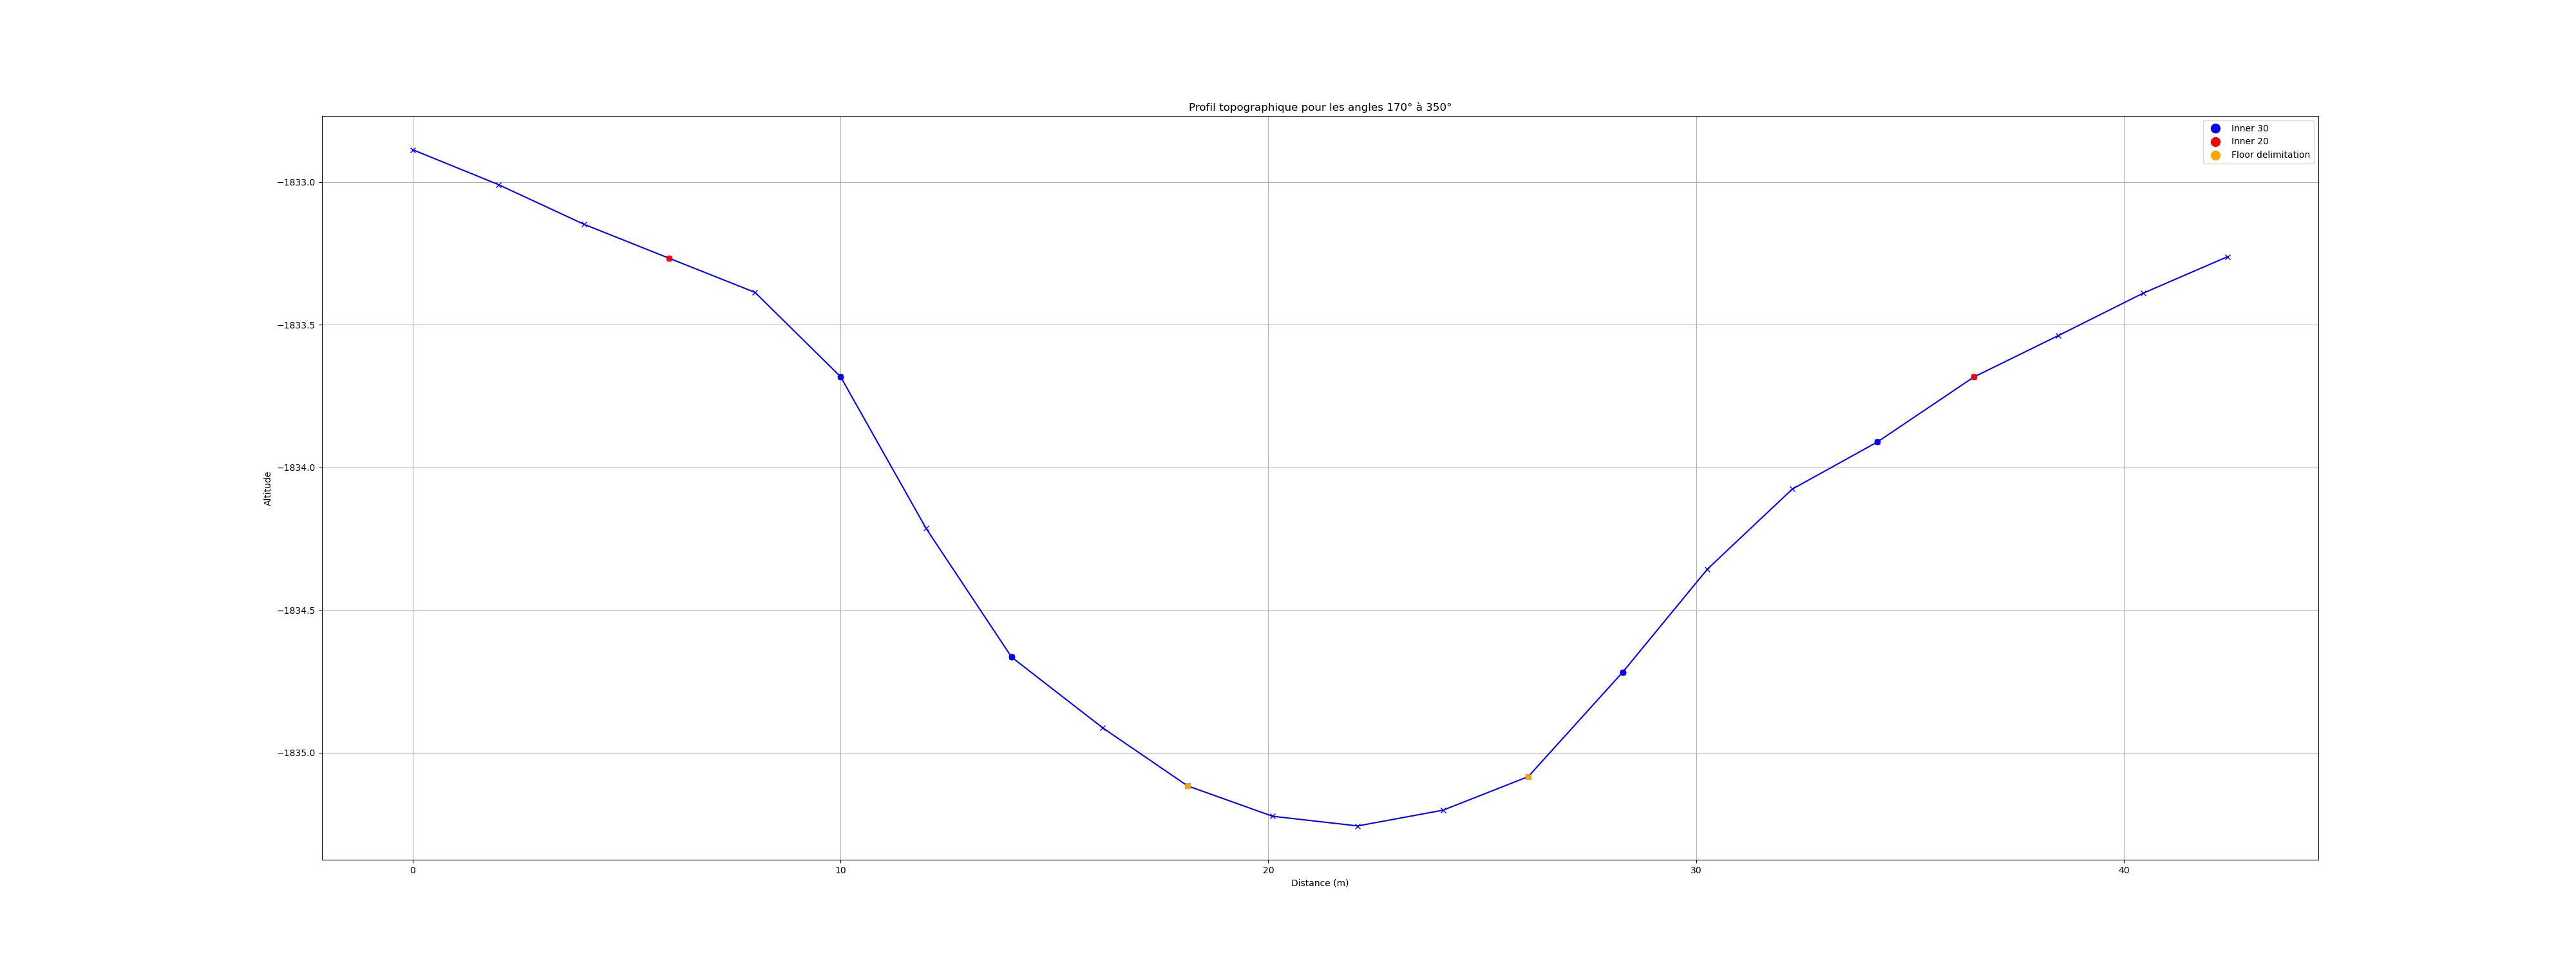 Profil topographique pour les angles 170° à 350°
Inner 30
Inner 20
Floor delimitation
−1833.0
−1833.5
−1834.0
−1834.5
−1835.0
Altitude
0 10 20 30 40
Distance (m)